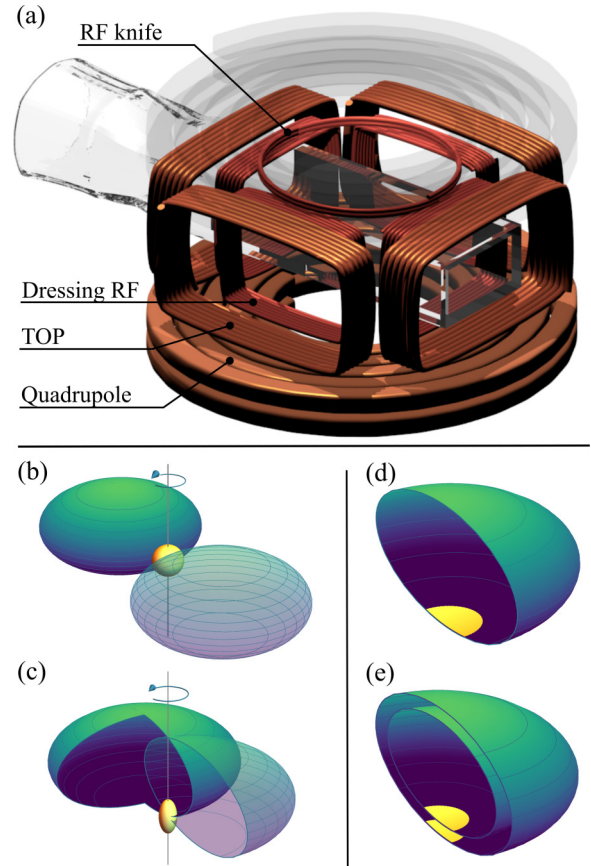 (a)
RF knife
Dressing RF
TOP
Quadrupole
(b)
(d)
(c)
(e)